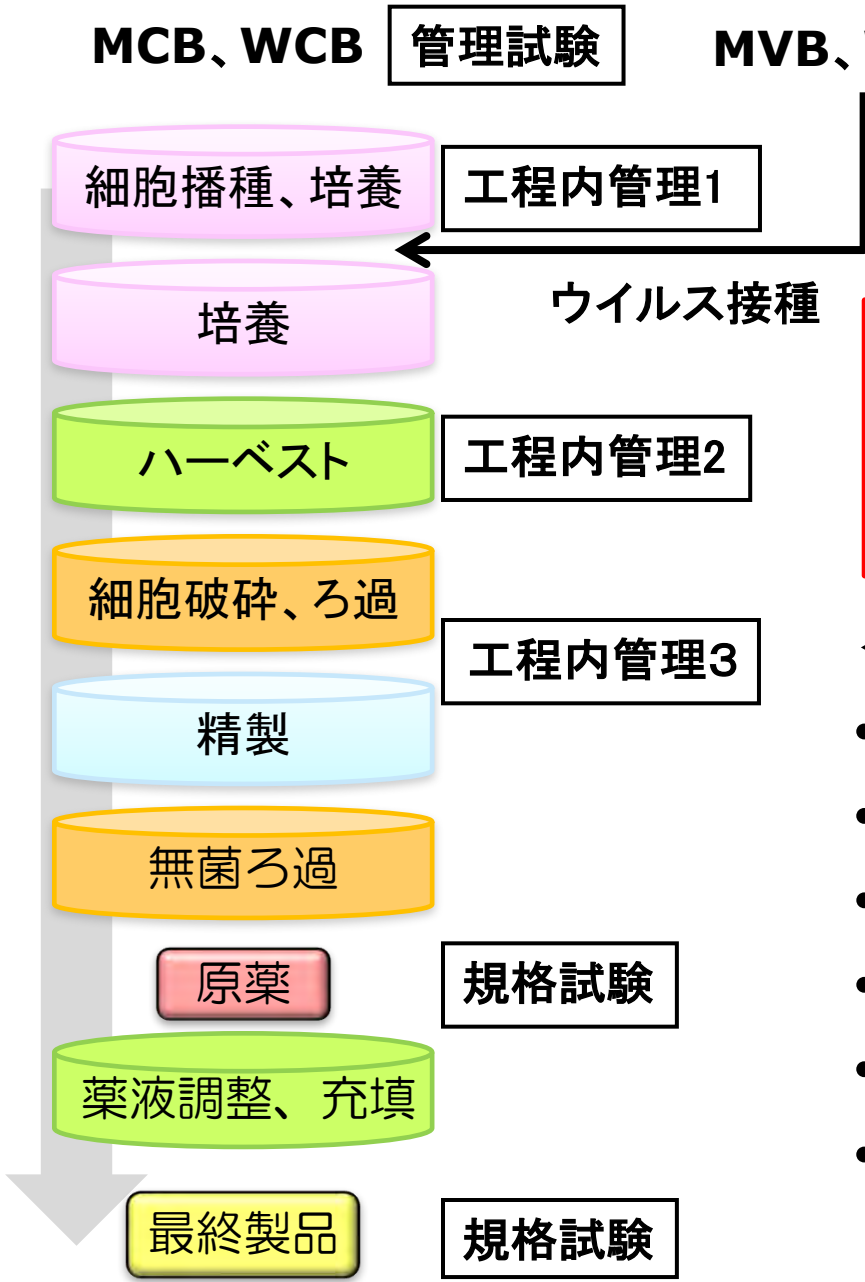 MCB、WCB 管理試験 MVB、
細胞播種、培養 工程内管理1
ウイルス接種
培養
ハーベスト 工程内管理2
細胞破砕、ろ過
工程内管理３
精製
無菌ろ過
原薬 規格試験
薬液調整、充填
最終製品 規格試験